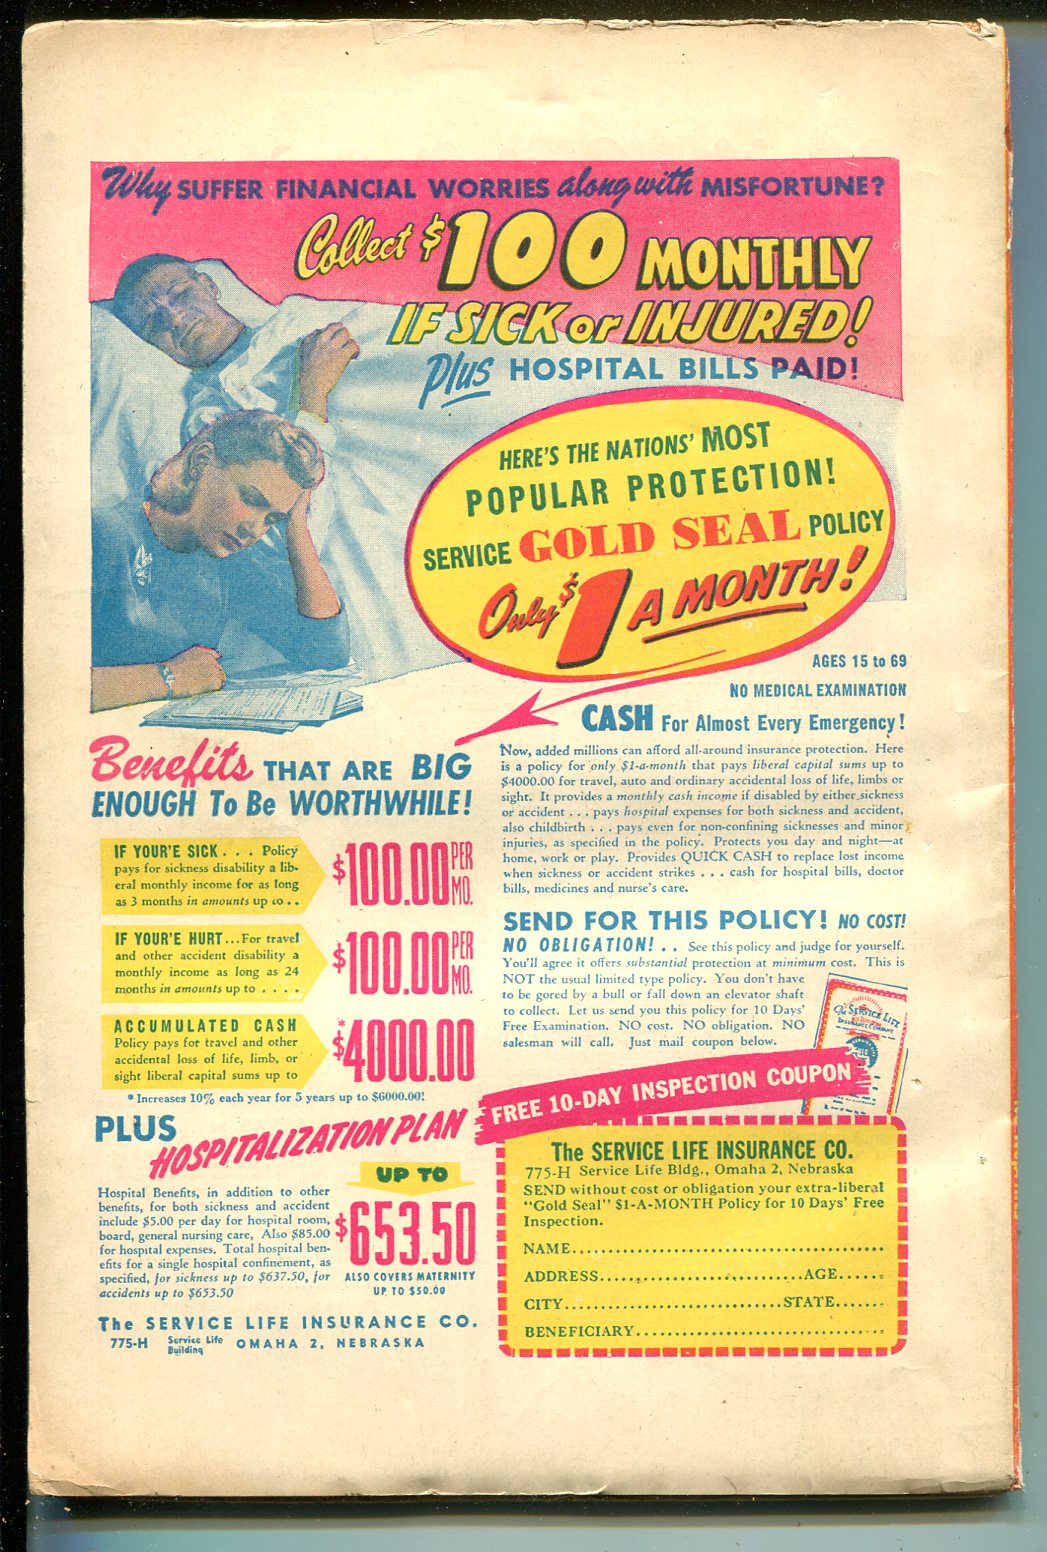 Why SUFFER FINANCIAL WORRIES along with MISFORTUNE?
Collect $100 MONTHLY
IF SICK or INJURED!
Plus HOSPITAL BILLS PAID!
HERE'S THE NATIONS' MOST
POPULAR PROTECTION!
SERVICE GOLD SEAL POLICY
Only $1 A MONTH!
AGES 15 to 69
NO MEDICAL EXAMINATION
CASH For Almost Every Emergency!
Now, added millions can afford all-around insurance protection. Here
is a policy for only $1-a-month that pays liberal capital sums up to
$4000.00 for travel, auto and ordinary accidental loss of life, limbs or
sight. It provides a monthly cash income if disabled by either sickness
or accident . . . pays hospital expenses for both sickness and accident,
also childbirth . . . pays even for non-confining sicknesses and minor
injuries, as specified in the policy. Protects you day and night—at
home, work or play. Provides QUICK CASH to replace lost income
when sickness or accident strikes . . . cash for hospital bills, doctor
bills, medicines and nurse's care.
Benefits THAT ARE BIG
ENOUGH To Be WORTHWHILE!
IF YOUR'E SICK . . . Policy
pays for sickness disability a lib-
eral monthly income for as long
as 3 months in amounts up to . .
$100.00 PER MO.
IF YOUR'E HURT...For travel
and other accident disability a
monthly income as long as 24
months in amounts up to . . . .
$100.00 PER MO.
ACCUMULATED CASH
Policy pays for travel and other
accidental loss of life, limb, or
sight liberal capital sums up to
*$4000.00
* Increases 10% each year for 5 years up to $6000.00!
PLUS
HOSPITALIZATION PLAN
Hospital Benefits, in addition to other
benefits, for both sickness and accident
include $5.00 per day for hospital room,
board, general nursing care, Also $85.00
for hospital expenses. Total hospital ben-
efits for a single hospital confinement, as
specified, for sickness up to $637.50, for
accidents up to $653.50
UP TO
$653.50
ALSO COVERS MATERNITY
UP TO $50.00
The SERVICE LIFE INSURANCE CO.
775-H Service Life Building OMAHA 2, NEBRASKA
SEND FOR THIS POLICY! NO COST!
NO OBLIGATION! . . See this policy and judge for yourself.
You'll agree it offers substantial protection at minimum cost. This is
NOT the usual limited type policy. You don't have
to be gored by a bull or fall down an elevator shaft
to collect. Let us send you this policy for 10 Days'
Free Examination. NO cost. NO obligation. NO
salesman will call. Just mail coupon below.
The SERVICE LIFE
INSURANCE COMPANY
FREE 10-DAY INSPECTION COUPON
The SERVICE LIFE INSURANCE CO.
775-H Service Life Bldg., Omaha 2, Nebraska
SEND without cost or obligation your extra-liberal
"Gold Seal" $1-A-MONTH Policy for 10 Days' Free
Inspection.
NAME
ADDRESS AGE
CITY STATE
BENEFICIARY